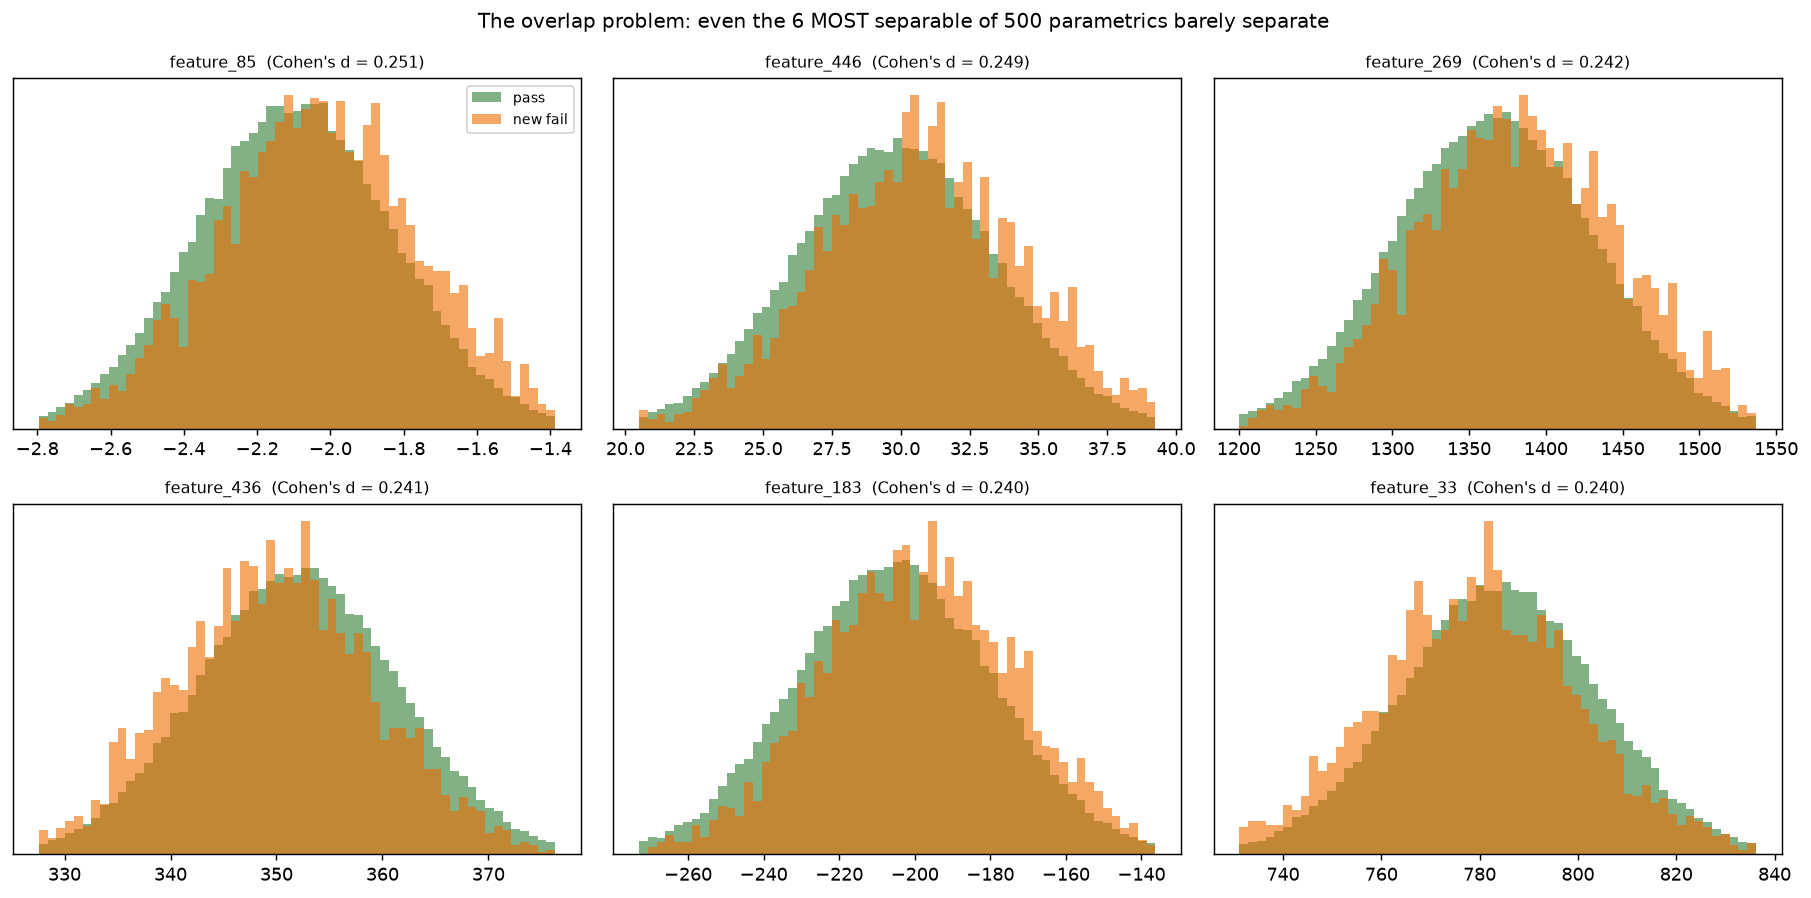 The overlap problem: even the 6 MOST separable of 500 parametrics barely separate
feature_85  (Cohen's d = 0.251)
pass
new fail
−2.8 −2.6 −2.4 −2.2 −2.0 −1.8 −1.6 −1.4
feature_446  (Cohen's d = 0.249)
20.0 22.5 25.0 27.5 30.0 32.5 35.0 37.5 40.0
feature_269  (Cohen's d = 0.242)
1200 1250 1300 1350 1400 1450 1500 1550
feature_436  (Cohen's d = 0.241)
330 340 350 360 370
feature_183  (Cohen's d = 0.240)
−260 −240 −220 −200 −180 −160 −140
feature_33  (Cohen's d = 0.240)
740 760 780 800 820 840